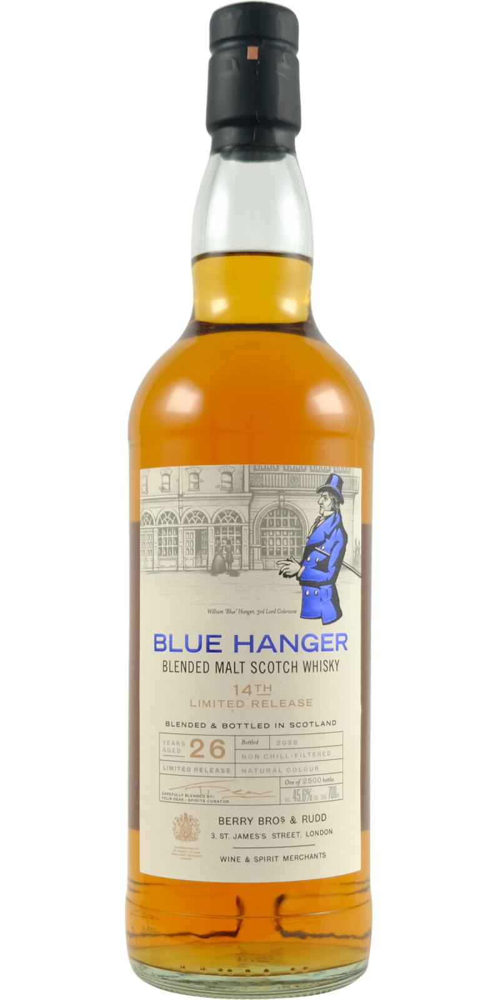 William 'Blue' Hanger, 3rd Lord Coleraine
BLUE HANGER
BLENDED MALT SCOTCH WHISKY
14TH
LIMITED RELEASE
BLENDED & BOTTLED IN SCOTLAND
YEARS AGED 26
Bottled 2026
NON CHILL-FILTERED
LIMITED RELEASE
NATURAL COLOUR
One of 2500 bottles
CAREFULLY BLENDED BY:
FELIX DEAR - SPIRITS CURATOR
ALC 45.6% VOL CONT. 700ml
BERRY BROS & RUDD
3, ST. JAMES'S STREET, LONDON
WINE & SPIRIT MERCHANTS